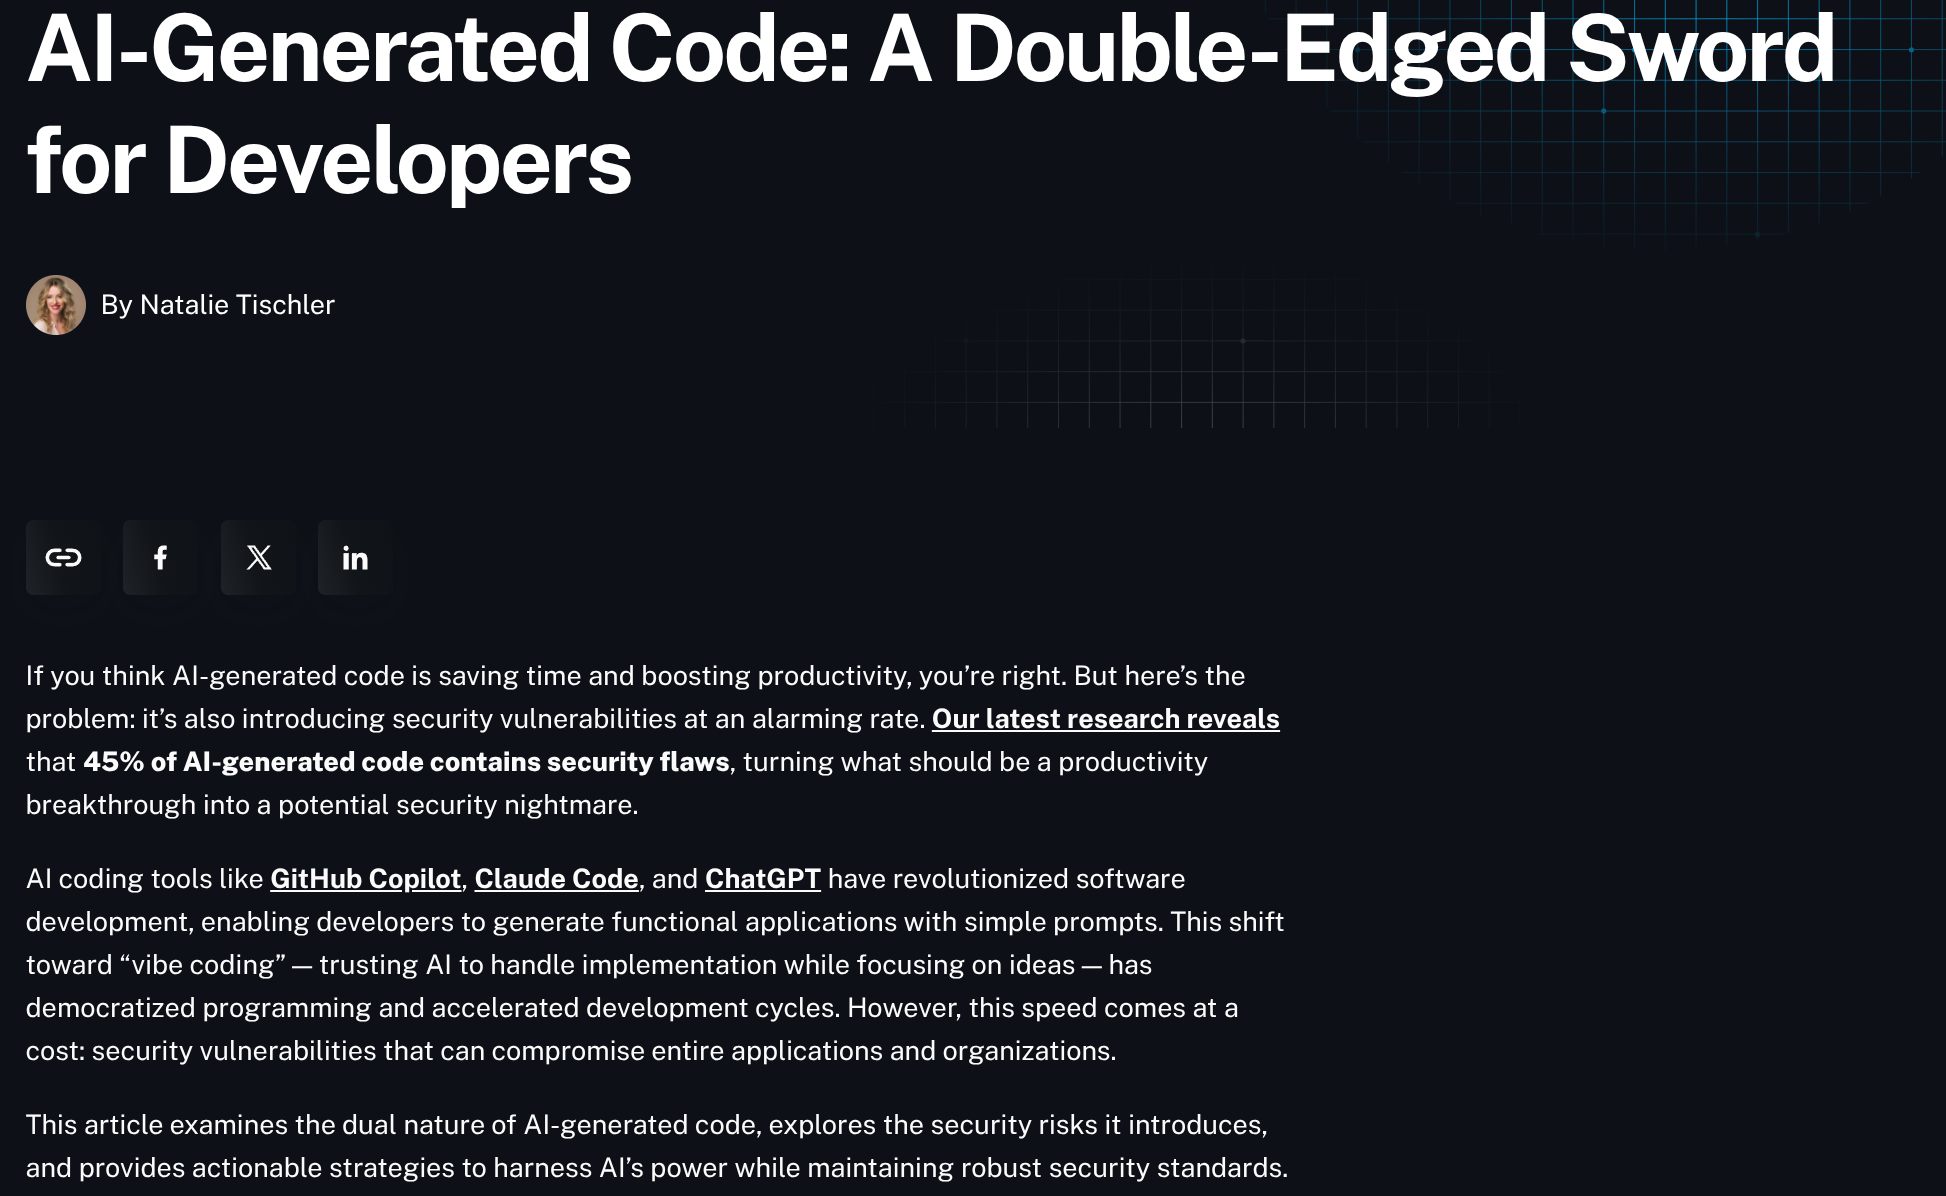 AI-Generated Code: A Double-Edged Sword
for Developers
By Natalie Tischler
f
X
in
If you think AI-generated code is saving time and boosting productivity, you’re right. But here’s the
problem: it’s also introducing security vulnerabilities at an alarming rate. Our latest research reveals
that 45% of AI-generated code contains security flaws, turning what should be a productivity
breakthrough into a potential security nightmare.
AI coding tools like GitHub Copilot, Claude Code, and ChatGPT have revolutionized software
development, enabling developers to generate functional applications with simple prompts. This shift
toward “vibe coding” — trusting AI to handle implementation while focusing on ideas — has
democratized programming and accelerated development cycles. However, this speed comes at a
cost: security vulnerabilities that can compromise entire applications and organizations.
This article examines the dual nature of AI-generated code, explores the security risks it introduces,
and provides actionable strategies to harness AI’s power while maintaining robust security standards.